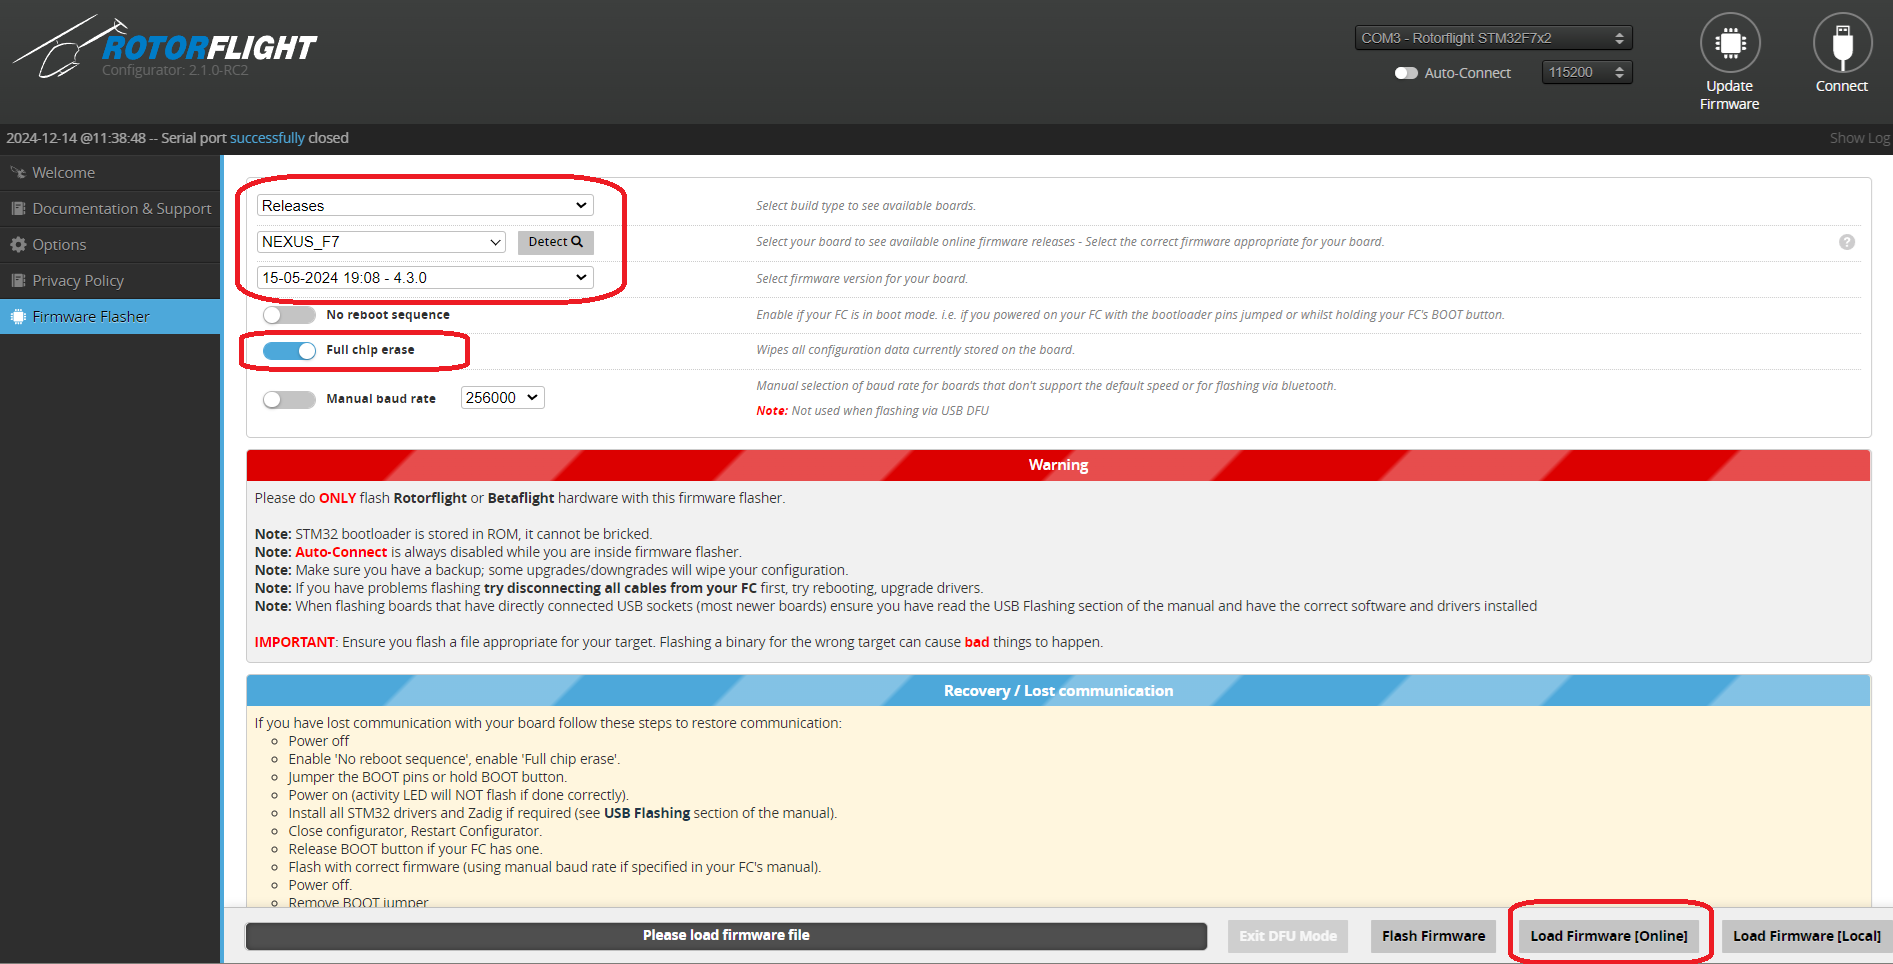 ROTORFLIGHT
Configurator: 2.1.0-RC2
COM3 - Rotorflight STM32F7x2
Auto-Connect
115200
Update
Firmware
Connect
2024-12-14 @11:38:48 -- Serial port successfully closed
Show Log
Welcome
Documentation & Support
Options
Privacy Policy
Firmware Flasher
Releases
Select build type to see available boards.
NEXUS_F7
Detect
Select your board to see available online firmware releases - Select the correct firmware appropriate for your board.
?
15-05-2024 19:08 - 4.3.0
Select firmware version for your board.
No reboot sequence
Enable if your FC is in boot mode. i.e. if you powered on your FC with the bootloader pins jumped or whilst holding your FC's BOOT button.
Full chip erase
Wipes all configuration data currently stored on the board.
Manual baud rate
256000
Manual selection of baud rate for boards that don't support the default speed or for flashing via bluetooth.
Note: Not used when flashing via USB DFU
Warning
Please do ONLY flash Rotorflight or Betaflight hardware with this firmware flasher.
Note: STM32 bootloader is stored in ROM, it cannot be bricked.
Note: Auto-Connect is always disabled while you are inside firmware flasher.
Note: Make sure you have a backup; some upgrades/downgrades will wipe your configuration.
Note: If you have problems flashing try disconnecting all cables from your FC first, try rebooting, upgrade drivers.
Note: When flashing boards that have directly connected USB sockets (most newer boards) ensure you have read the USB Flashing section of the manual and have the correct software and drivers installed
IMPORTANT: Ensure you flash a file appropriate for your target. Flashing a binary for the wrong target can cause bad things to happen.
Recovery / Lost communication
If you have lost communication with your board follow these steps to restore communication:
Power off
Enable 'No reboot sequence', enable 'Full chip erase'.
Jumper the BOOT pins or hold BOOT button.
Power on (activity LED will NOT flash if done correctly).
Install all STM32 drivers and Zadig if required (see USB Flashing section of the manual).
Close configurator, Restart Configurator.
Release BOOT button if your FC has one.
Flash with correct firmware (using manual baud rate if specified in your FC's manual).
Power off.
Remove BOOT jumper
Please load firmware file
Exit DFU Mode
Flash Firmware
Load Firmware [Online]
Load Firmware [Local]